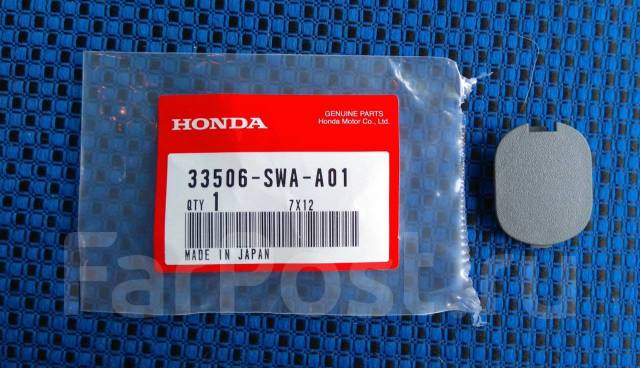 HONDA
GENUINE PARTS
Honda Motor Co., Ltd.
33506-SWA-A01
QTY 1 7X12
MADE IN JAPAN
FarPost.ru